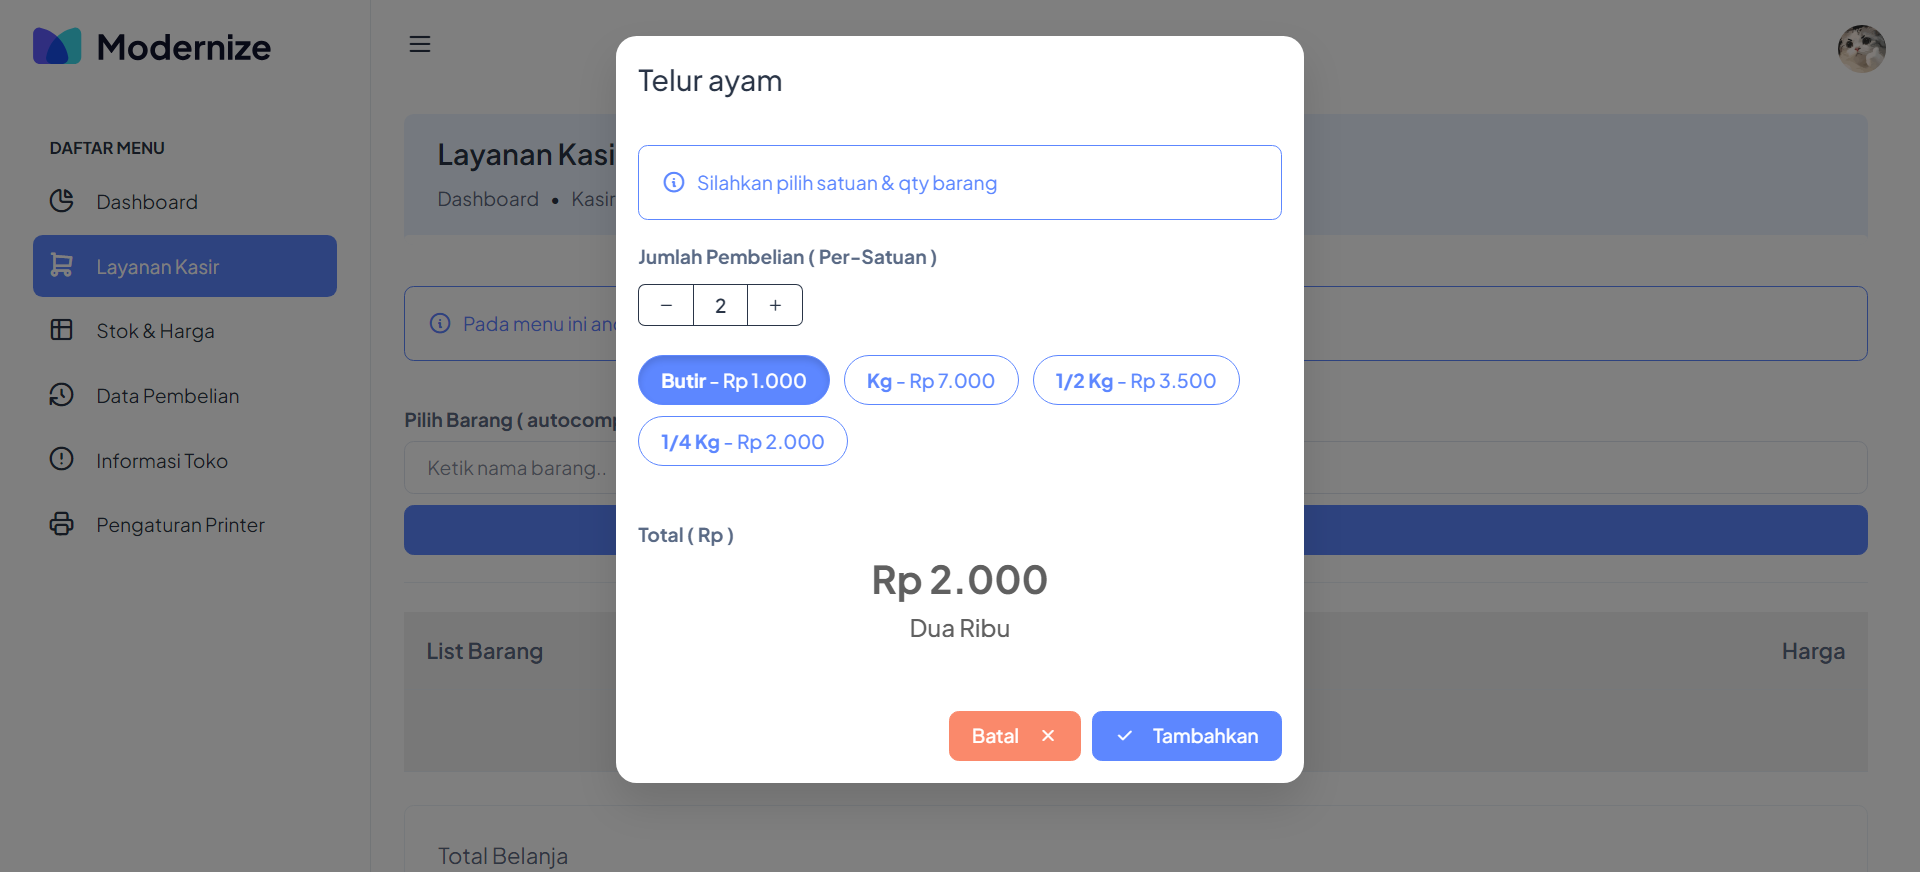 Modernize
DAFTAR MENU
Dashboard
Layanan Kasir
Stok & Harga
Data Pembelian
Informasi Toko
Pengaturan Printer
Layanan Kasi
Dashboard • Kasir
Pada menu ini an
Pilih Barang ( autocomp
Ketik nama barang..
List Barang
Harga
Total Belanja
Telur ayam
Silahkan pilih satuan & qty barang
Jumlah Pembelian ( Per-Satuan )
− 2 +
Butir - Rp 1.000
Kg - Rp 7.000
1/2 Kg - Rp 3.500
1/4 Kg - Rp 2.000
Total ( Rp )
Rp 2.000
Dua Ribu
Batal ×
✓ Tambahkan